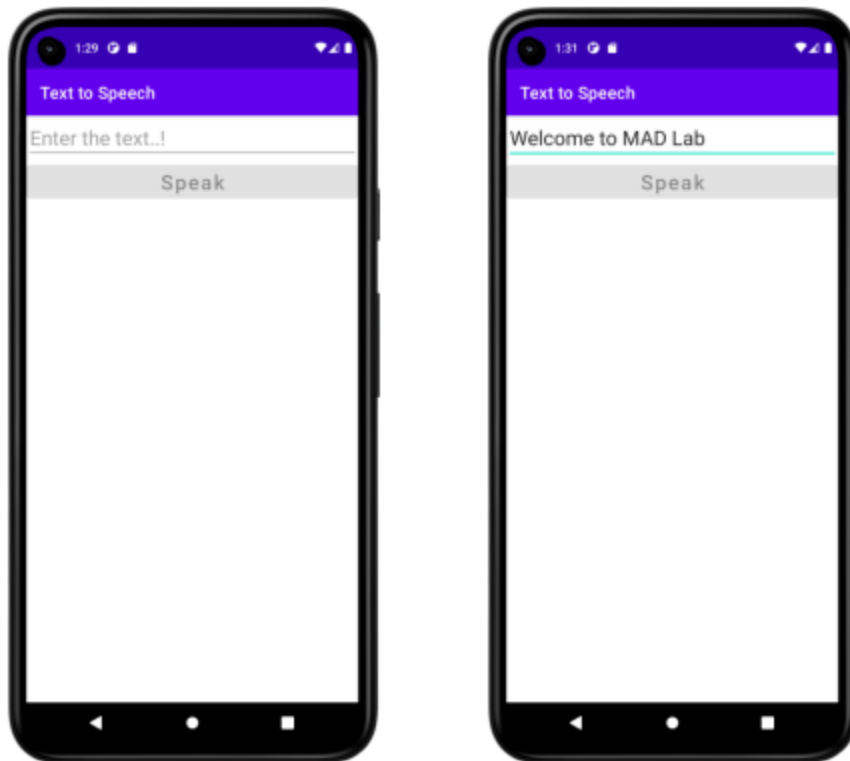 1:29
Text to Speech
Enter the text..!
Speak
1:31
Text to Speech
Welcome to MAD Lab
Speak